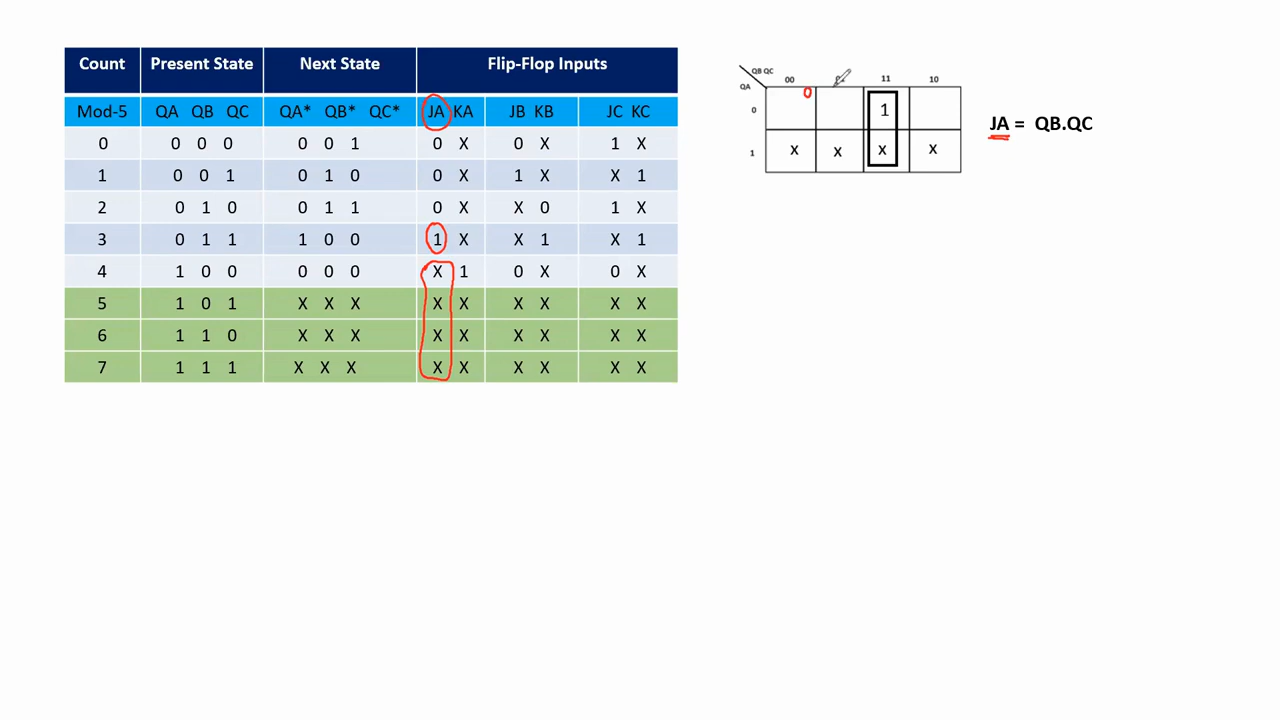 Count Present State Next State Flip-Flop Inputs
Mod-5 QA QB QC QA* QB* QC* JA KA JB KB JC KC
0 0 0 0 0 0 1 0 X 0 X 1 X
1 0 0 1 0 1 0 0 X 1 X X 1
2 0 1 0 0 1 1 0 X X 0 1 X
3 0 1 1 1 0 0 1 X X 1 X 1
4 1 0 0 0 0 0 X 1 0 X 0 X
5 1 0 1 X X X X X X X X X
6 1 1 0 X X X X X X X X X
7 1 1 1 X X X X X X X X X
QB QC
QA
00 11 10
0
0 1
1 X X X X
JA = QB.QC